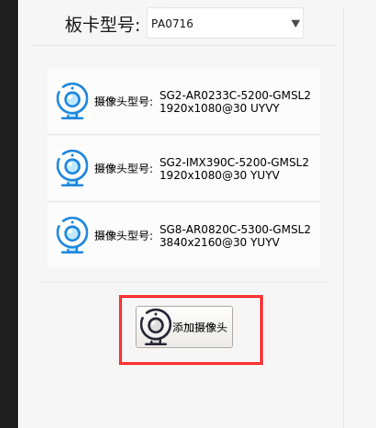 板卡型号: PA0716
摄像头型号: SG2-AR0233C-5200-GMSL2
1920x1080@30 UYVY
摄像头型号: SG2-IMX390C-5200-GMSL2
1920x1080@30 YUYV
摄像头型号: SG8-AR0820C-5300-GMSL2
3840x2160@30 YUYV
添加摄像头